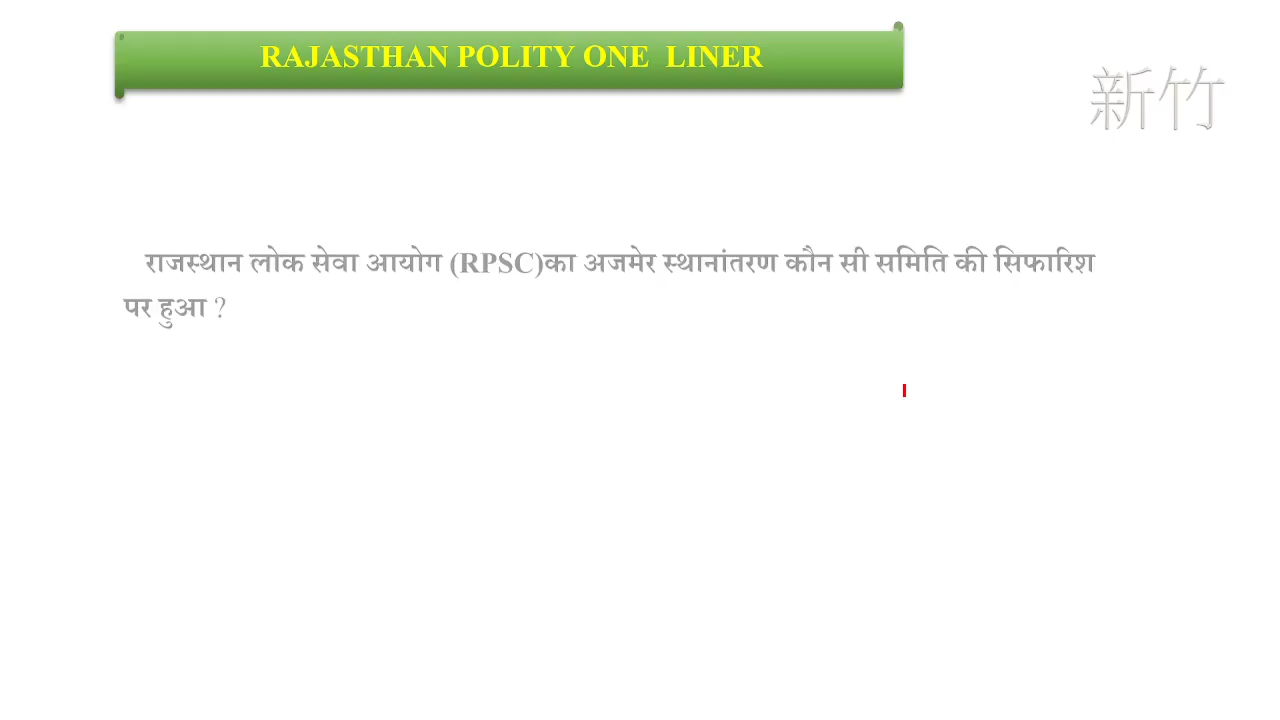 RAJASTHAN POLITY ONE LINER
新竹
राजस्थान लोक सेवा आयोग (RPSC)का अजमेर स्थानांतरण कौन सी समिति की सिफारिश
पर हुआ ?